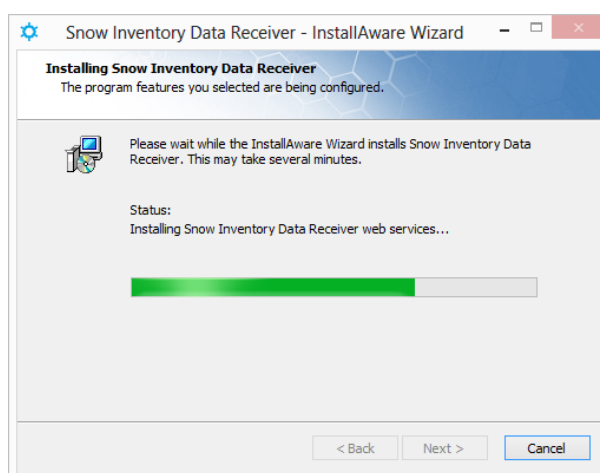 Snow Inventory Data Receiver - InstallAware Wizard
Installing Snow Inventory Data Receiver
The program features you selected are being configured.
Please wait while the InstallAware Wizard installs Snow Inventory Data
Receiver. This may take several minutes.
Status:
Installing Snow Inventory Data Receiver web services...
< Back Next > Cancel